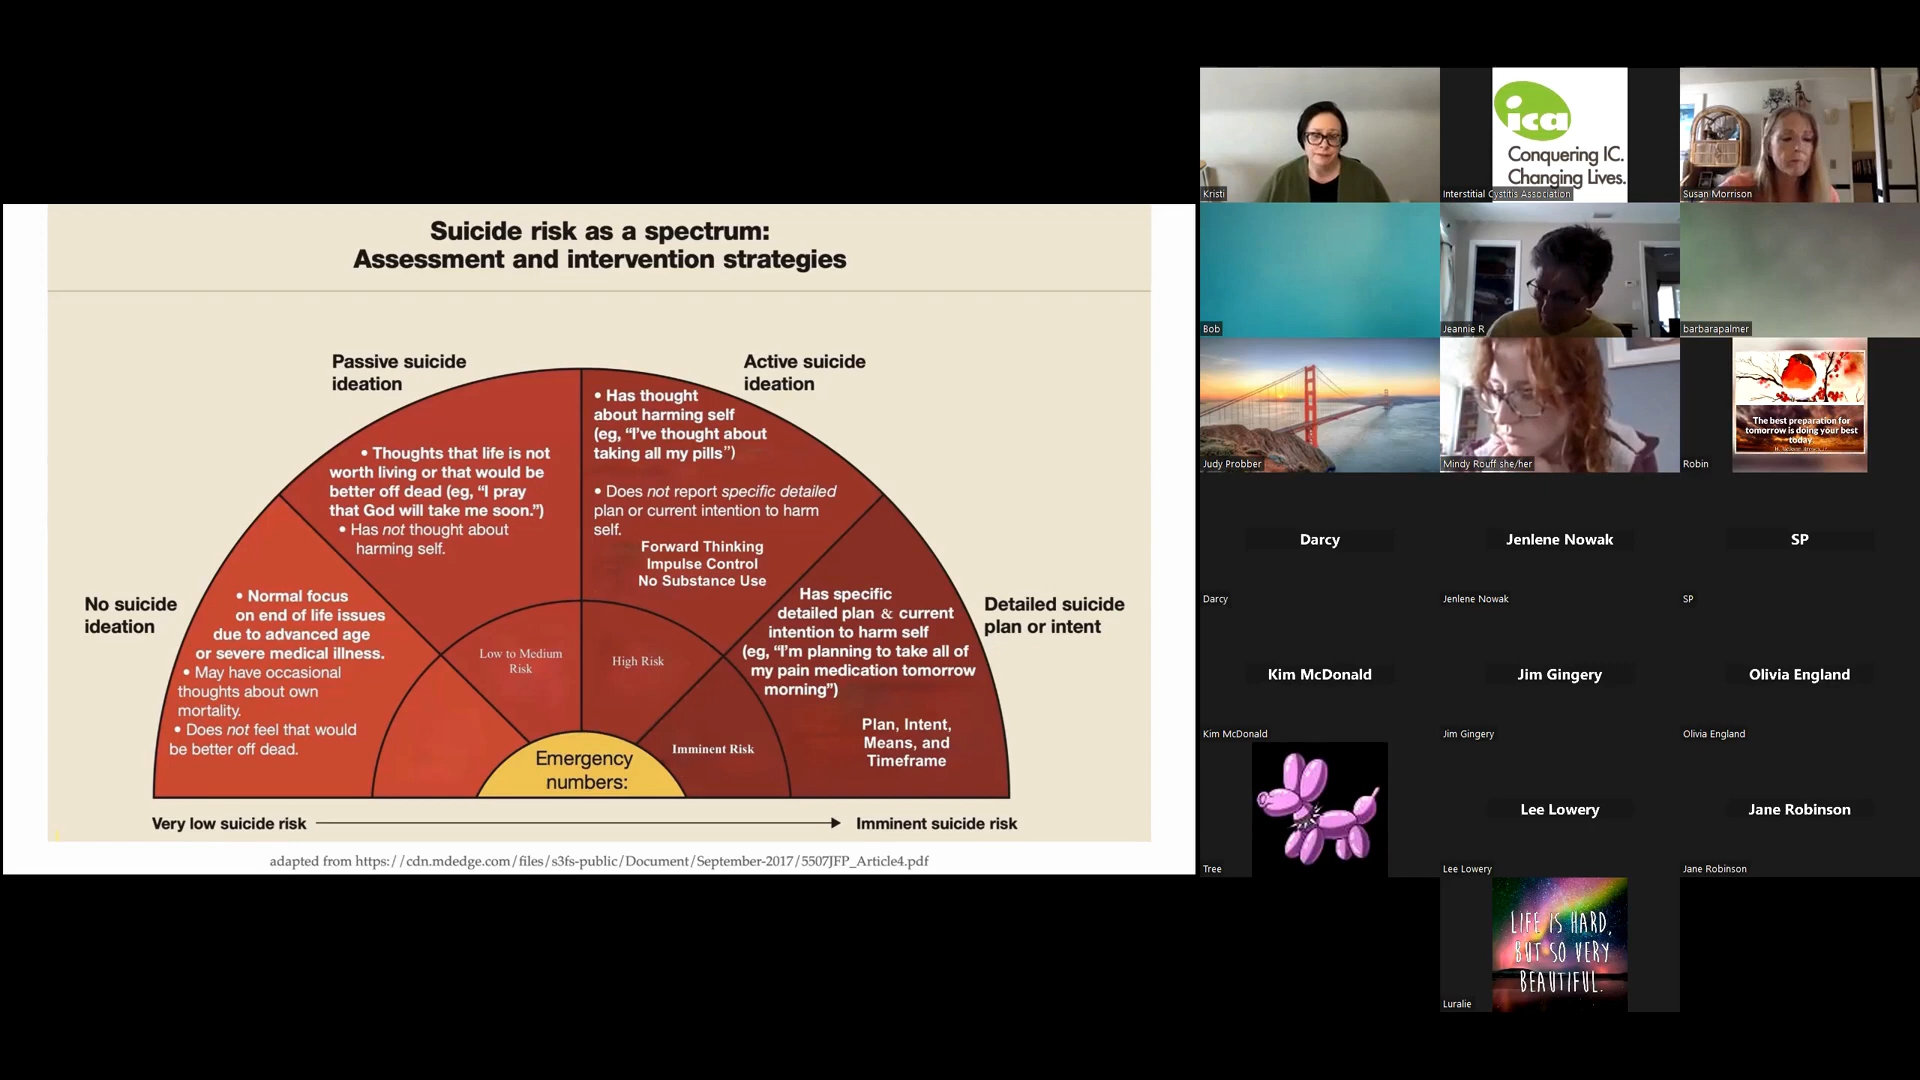 Suicide risk as a spectrum:
Assessment and intervention strategies
No suicide
ideation
• Normal focus
on end of life issues
due to advanced age
or severe medical illness.
• May have occasional
thoughts about own
mortality.
• Does not feel that would
be better off dead.
Passive suicide
ideation
• Thoughts that life is not
worth living or that would be
better off dead (eg, “I pray
that God will take me soon.”)
• Has not thought about
harming self.
Low to Medium
Risk
Active suicide
ideation
• Has thought
about harming self
(eg, “I’ve thought about
taking all my pills”)
• Does not report specific detailed
plan or current intention to harm
self.
Forward Thinking
Impulse Control
No Substance Use
High Risk
Detailed suicide
plan or intent
Has specific
detailed plan & current
intention to harm self
(eg, “I’m planning to take all of
my pain medication tomorrow
morning”)
Plan, Intent,
Means, and
Timeframe
Imminent Risk
Emergency
numbers:
Very low suicide risk
Imminent suicide risk
adapted from https://cdn.mdedge.com/files/s3fs-public/Document/September-2017/5507JFP_Article4.pdf
Kristi
ica
Conquering IC.
Changing Lives.
Interstitial Cystitis Association
Susan Morrison
Bob
Jeannie R
barbarapalmer
Judy Probber
Mindy Rouff she/her
The best preparation for
tomorrow is doing your best
today.
Robin
Darcy
Darcy
Jenlene Nowak
Jenlene Nowak
SP
SP
Kim McDonald
Kim McDonald
Jim Gingery
Jim Gingery
Olivia England
Olivia England
Tree
Lee Lowery
Lee Lowery
Jane Robinson
Jane Robinson
LIFE IS HARD,
BUT SO VERY
BEAUTIFUL.
Luralie